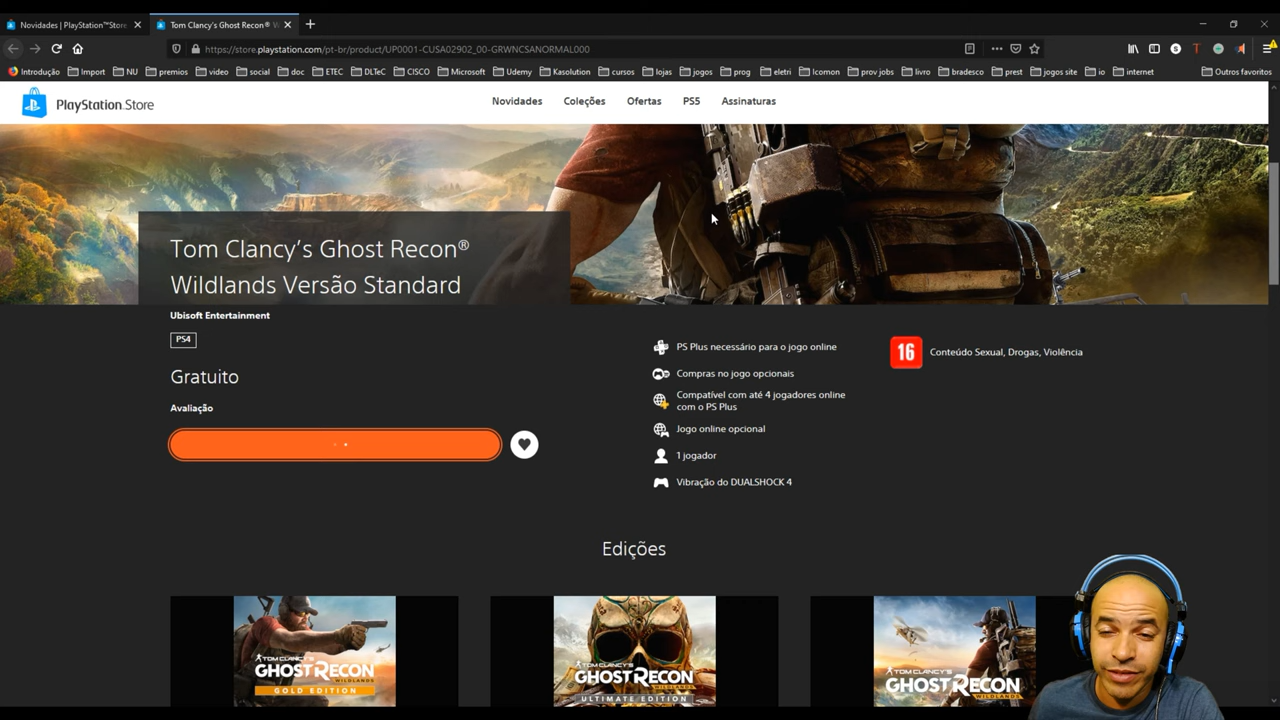 Novidades | PlayStation™Store
Tom Clancy's Ghost Recon®
https://store.playstation.com/pt-br/product/UP0001-CUSA02902_00-GRWNCSANORMAL000
Introdução Import NU premios video social doc ETEC DLTeC CISCO Microsoft Udemy Kasolution cursos lojas jogos prog eletri Icomon prov jobs livro bradesco prest jogos site io internet Outros favoritos
PlayStation.Store
Novidades Coleções Ofertas PS5 Assinaturas
Tom Clancy's Ghost Recon®
Wildlands Versão Standard
Ubisoft Entertainment
PS4
Gratuito
Avaliação
PS Plus necessário para o jogo online
Compras no jogo opcionais
Compatível com até 4 jogadores online
com o PS Plus
Jogo online opcional
1 jogador
Vibração do DUALSHOCK 4
16 Conteúdo Sexual, Drogas, Violência
Edições
TOM CLANCY'S
GHOST RECON
WILDLANDS
GOLD EDITION
TOM CLANCY'S
GHOST RECON
WILDLANDS
ULTIMATE EDITION
TOM CLANCY'S
GHOST RECON
WILDLANDS